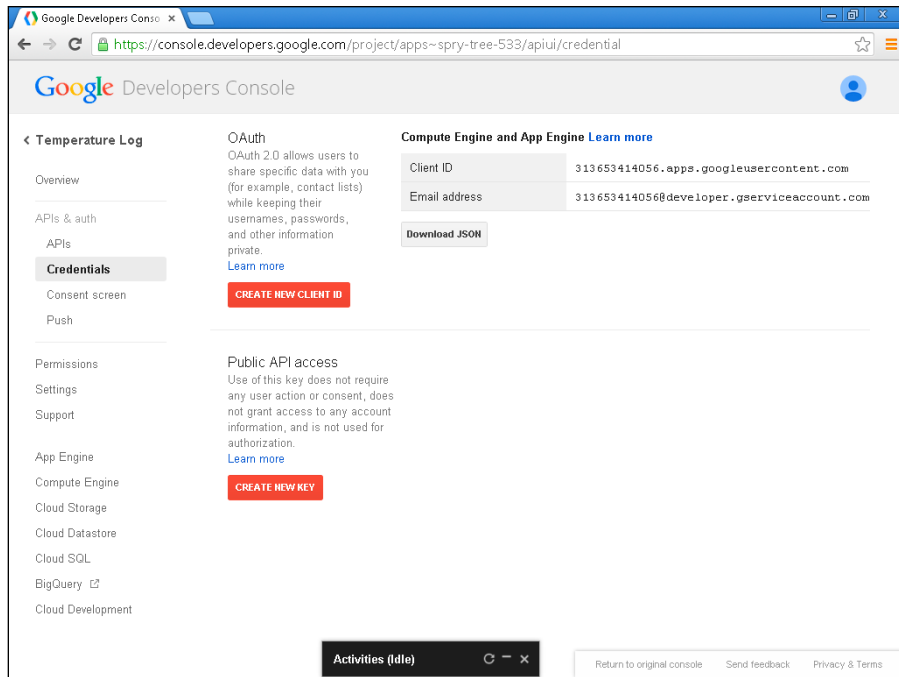 Google Developers Conso
https://console.developers.google.com/project/apps~spry-tree-533/apiui/credential
Google Developers Console
Temperature Log
Overview
APIs & auth
APIs
Credentials
Consent screen
Push
Permissions
Settings
Support
App Engine
Compute Engine
Cloud Storage
Cloud Datastore
Cloud SQL
BigQuery
Cloud Development
OAuth
OAuth 2.0 allows users to
share specific data with you
(for example, contact lists)
while keeping their
usernames, passwords,
and other information
private.
Learn more
CREATE NEW CLIENT ID
Compute Engine and App Engine Learn more
Client ID 313653414056.apps.googleusercontent.com
Email address 313653414056@developer.gserviceaccount.com
Download JSON
Public API access
Use of this key does not require
any user action or consent, does
not grant access to any account
information, and is not used for
authorization.
Learn more
CREATE NEW KEY
Activities (Idle)
Return to original console Send feedback Privacy & Terms